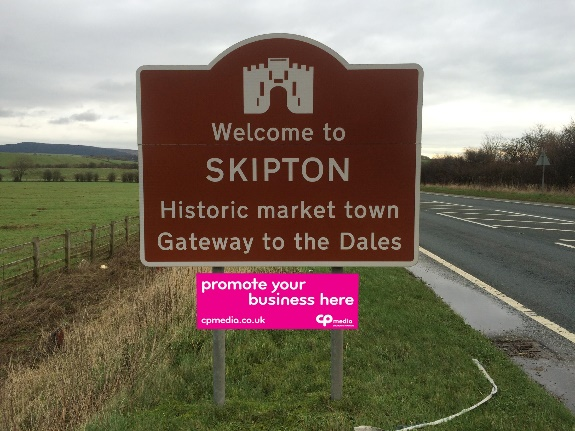 Welcome to
SKIPTON
Historic market town
Gateway to the Dales
promote your
business here
cpmedia.co.uk
cp media